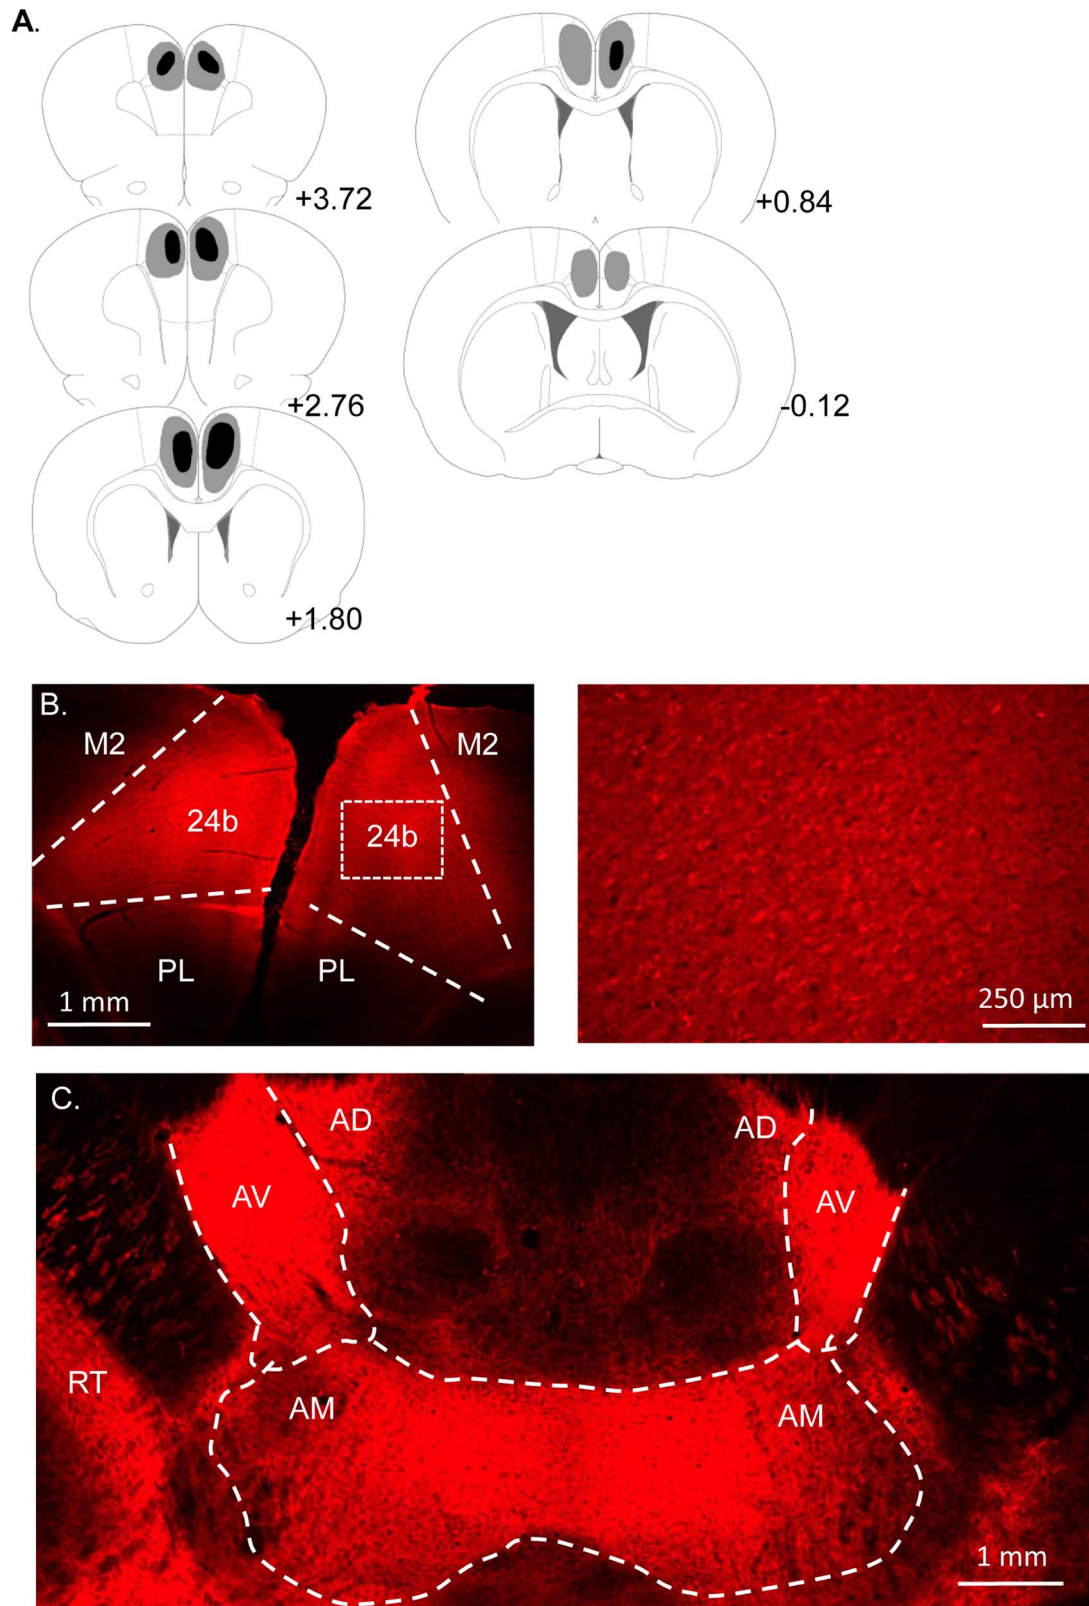 A.
+3.72
+2.76
+1.80
+0.84
-0.12
B.
M2
M2
24b
24b
PL
PL
1 mm
250 µm
C.
AD
AD
AV
AV
RT
AM
AM
1 mm